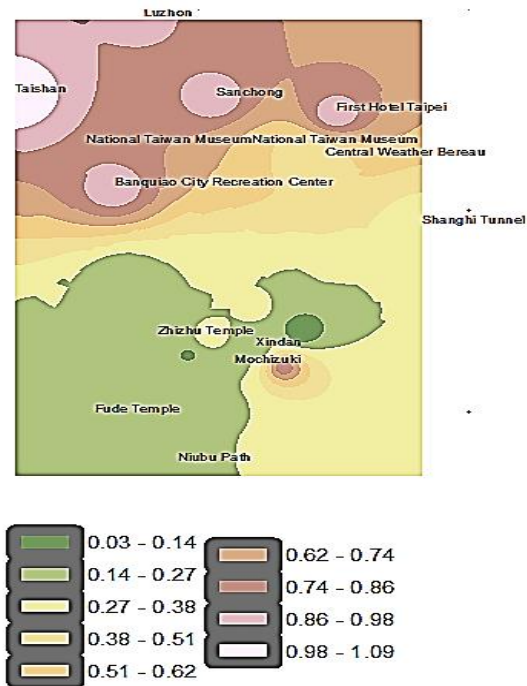 Luzhon
Taishan
Sanchong
First Hotel Taipei
National Taiwan Museum National Taiwan Museum
Central Weather Bereau
Banquiao City Recreation Center
Shanghi Tunnel
Zhizhu Temple
Xindan
Mochizuki
Fude Temple
Niubu Path
0.03 - 0.14
0.14 - 0.27
0.27 - 0.38
0.38 - 0.51
0.51 - 0.62
0.62 - 0.74
0.74 - 0.86
0.86 - 0.98
0.98 - 1.09